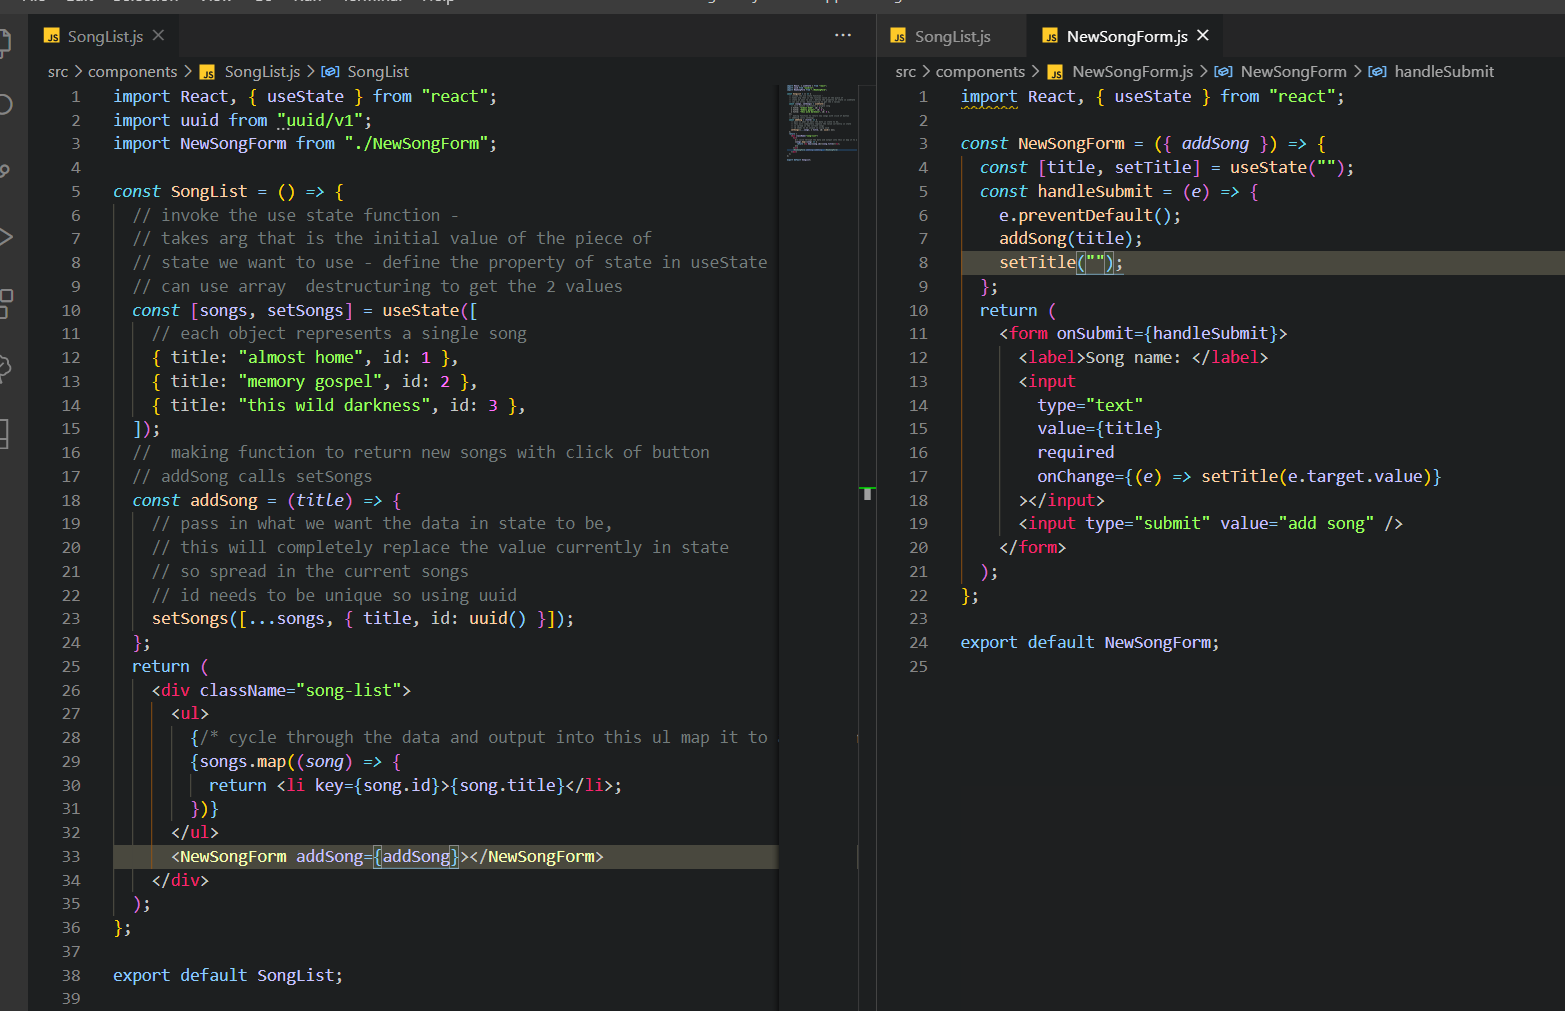 SongList.js
src > components > SongList.js > SongList
1 import React, { useState } from "react";
2 import uuid from "uuid/v1";
3 import NewSongForm from "./NewSongForm";
4
5 const SongList = () => {
6 // invoke the use state function -
7 // takes arg that is the initial value of the piece of
8 // state we want to use - define the property of state in useState
9 // can use array  destructuring to get the 2 values
10 const [songs, setSongs] = useState([
11 // each object represents a single song
12 { title: "almost home", id: 1 },
13 { title: "memory gospel", id: 2 },
14 { title: "this wild darkness", id: 3 },
15 ]);
16 //  making function to return new songs with click of button
17 // addSong calls setSongs
18 const addSong = (title) => {
19 // pass in what we want the data in state to be,
20 // this will completely replace the value currently in state
21 // so spread in the current songs
22 // id needs to be unique so using uuid
23 setSongs([...songs, { title, id: uuid() }]);
24 };
25 return (
26 <div className="song-list">
27 <ul>
28 {/* cycle through the data and output into this ul map it to
29 {songs.map((song) => {
30 return <li key={song.id}>{song.title}</li>;
31 })}
32 </ul>
33 <NewSongForm addSong={addSong}></NewSongForm>
34 </div>
35 );
36 };
37
38 export default SongList;
39
SongList.js NewSongForm.js
src > components > NewSongForm.js > NewSongForm > handleSubmit
1 import React, { useState } from "react";
2
3 const NewSongForm = ({ addSong }) => {
4 const [title, setTitle] = useState("");
5 const handleSubmit = (e) => {
6 e.preventDefault();
7 addSong(title);
8 setTitle("");
9 };
10 return (
11 <form onSubmit={handleSubmit}>
12 <label>Song name: </label>
13 <input
14 type="text"
15 value={title}
16 required
17 onChange={(e) => setTitle(e.target.value)}
18 ></input>
19 <input type="submit" value="add song" />
20 </form>
21 );
22 };
23
24 export default NewSongForm;
25